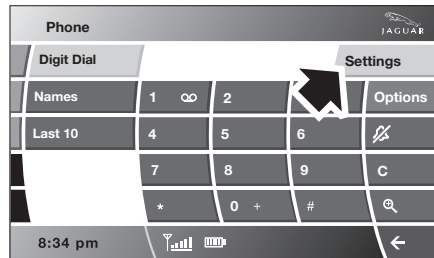 Phone
JAGUAR
Digit Dial
Settings
Names
1
2
Options
Last 10
4
5
6
7
8
9
C
*
0 +
#
8:34 pm